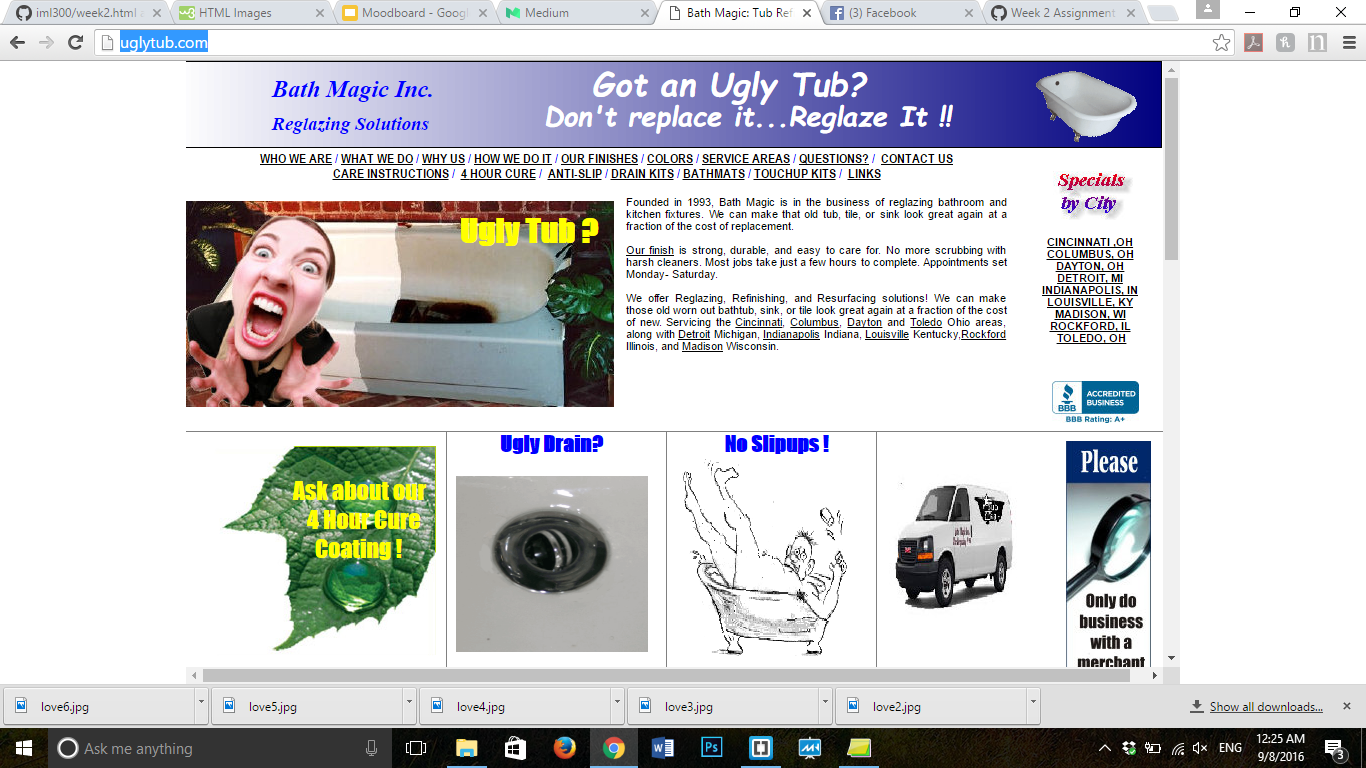 iml300/week2.html
HTML Images
Moodboard - Goog
Medium
Bath Magic: Tub Ref
(3) Facebook
Week 2 Assignment
uglytub.com
Bath Magic Inc.
Reglazing Solutions
Got an Ugly Tub?
Don't replace it...Reglaze It !!
WHO WE ARE / WHAT WE DO / WHY US / HOW WE DO IT / OUR FINISHES / COLORS / SERVICE AREAS / QUESTIONS? / CONTACT US
CARE INSTRUCTIONS / 4 HOUR CURE / ANTI-SLIP / DRAIN KITS / BATHMATS / TOUCHUP KITS / LINKS
Ugly Tub ?
Founded in 1993, Bath Magic is in the business of reglazing bathroom and
kitchen fixtures. We can make that old tub, tile, or sink look great again at a
fraction of the cost of replacement.
Our finish is strong, durable, and easy to care for. No more scrubbing with
harsh cleaners. Most jobs take just a few hours to complete. Appointments set
Monday- Saturday.
We offer Reglazing, Refinishing, and Resurfacing solutions! We can make
those old worn out bathtub, sink, or tile look great again at a fraction of the cost
of new. Servicing the Cincinnati, Columbus, Dayton and Toledo Ohio areas,
along with Detroit Michigan, Indianapolis Indiana, Louisville Kentucky,Rockford
Illinois, and Madison Wisconsin.
Specials
by City
CINCINNATI ,OH
COLUMBUS, OH
DAYTON, OH
DETROIT, MI
INDIANAPOLIS, IN
LOUISVILLE, KY
MADISON, WI
ROCKFORD, IL
TOLEDO, OH
BBB
ACCREDITED
BUSINESS
BBB Rating: A+
Ask about our
4 Hour Cure
Coating !
Ugly Drain?
No Slipups !
Please
Only do
business
with a
merchant
love6.jpg
love5.jpg
love4.jpg
love3.jpg
love2.jpg
Show all downloads...
Ask me anything
ENG
12:25 AM
9/8/2016
3